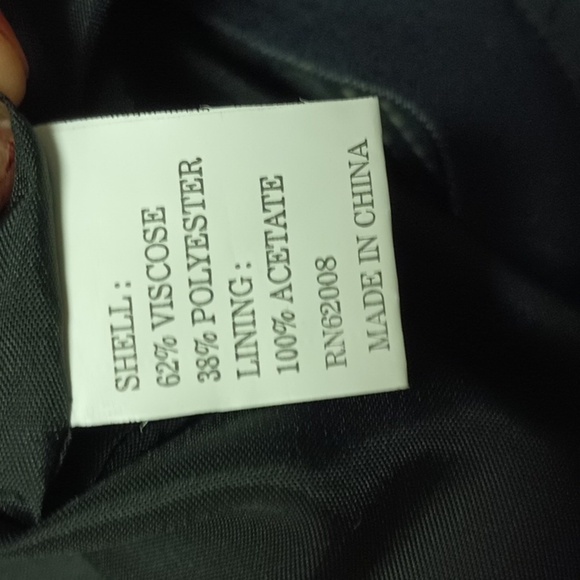 SHELL:
62% VISCOSE
38% POLYESTER
LINING:
100% ACETATE
RN62008
MADE IN CHINA